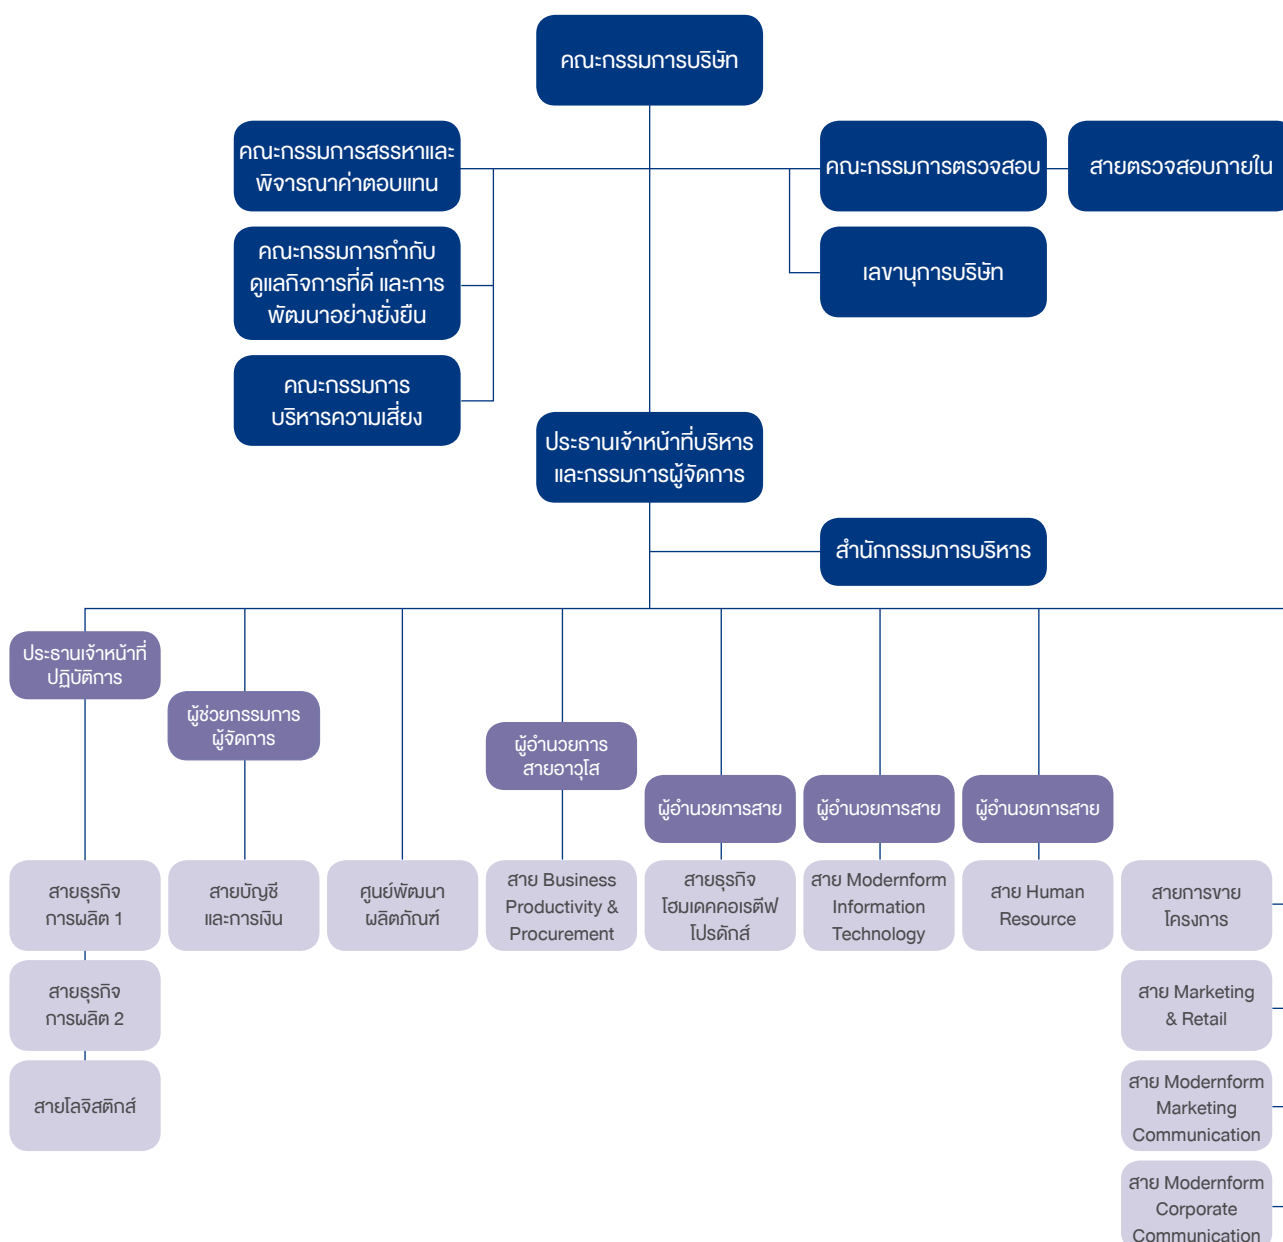 คณะกรรมการบริษัท
คณะกรรมการสรรหาและ
พิจารณาค่าตอบแทน
คณะกรรมการตรวจสอบ
สายตรวจสอบภายใน
คณะกรรมการกำกับ
ดูแลกิจการที่ดี และการ
พัฒนาอย่างยั่งยืน
เลขานุการบริษัท
คณะกรรมการ
บริหารความเสี่ยง
ประธานเจ้าหน้าที่บริหาร
และกรรมการผู้จัดการ
สำนักกรรมการบริหาร
ประธานเจ้าหน้าที่
ปฏิบัติการ
ผู้ช่วยกรรมการ
ผู้จัดการ
ผู้อำนวยการ
สายอาวุโส
ผู้อำนวยการสาย
ผู้อำนวยการสาย
ผู้อำนวยการสาย
สายธุรกิจ
การผลิต 1
สายบัญชี
และการเงิน
ศูนย์พัฒนา
ผลิตภัณฑ์
สาย Business
Productivity &
Procurement
สายธุรกิจ
โฮมเดคคอเรตีฟ
โปรดักส์
สาย Modernform
Information
Technology
สาย Human
Resource
สายการขาย
โครงการ
สายธุรกิจ
การผลิต 2
สาย Marketing
& Retail
สายโลจิสติกส์
สาย Modernform
Marketing
Communication
สาย Modernform
Corporate
Communication